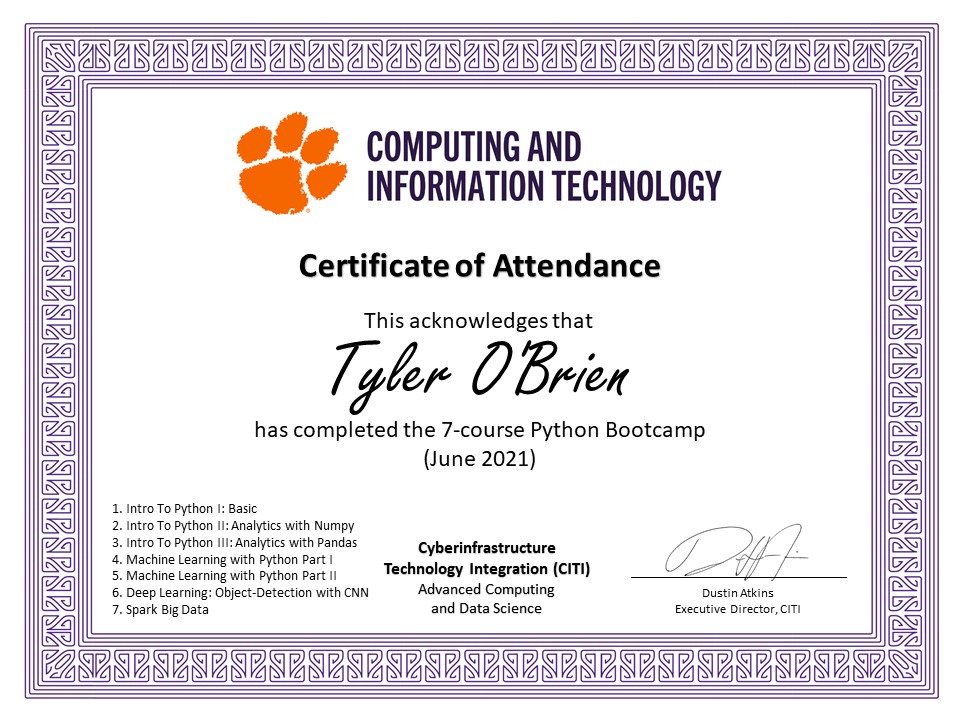 COMPUTING AND
INFORMATION TECHNOLOGY
Certificate of Attendance
This acknowledges that
Tyler O'Brien
has completed the 7-course Python Bootcamp
(June 2021)
1. Intro To Python I: Basic
2. Intro To Python II: Analytics with Numpy
3. Intro To Python III: Analytics with Pandas
4. Machine Learning with Python Part I
5. Machine Learning with Python Part II
6. Deep Learning: Object-Detection with CNN
7. Spark Big Data
Cyberinfrastructure
Technology Integration (CITI)
Advanced Computing
and Data Science
Dustin Atkins
Executive Director, CITI